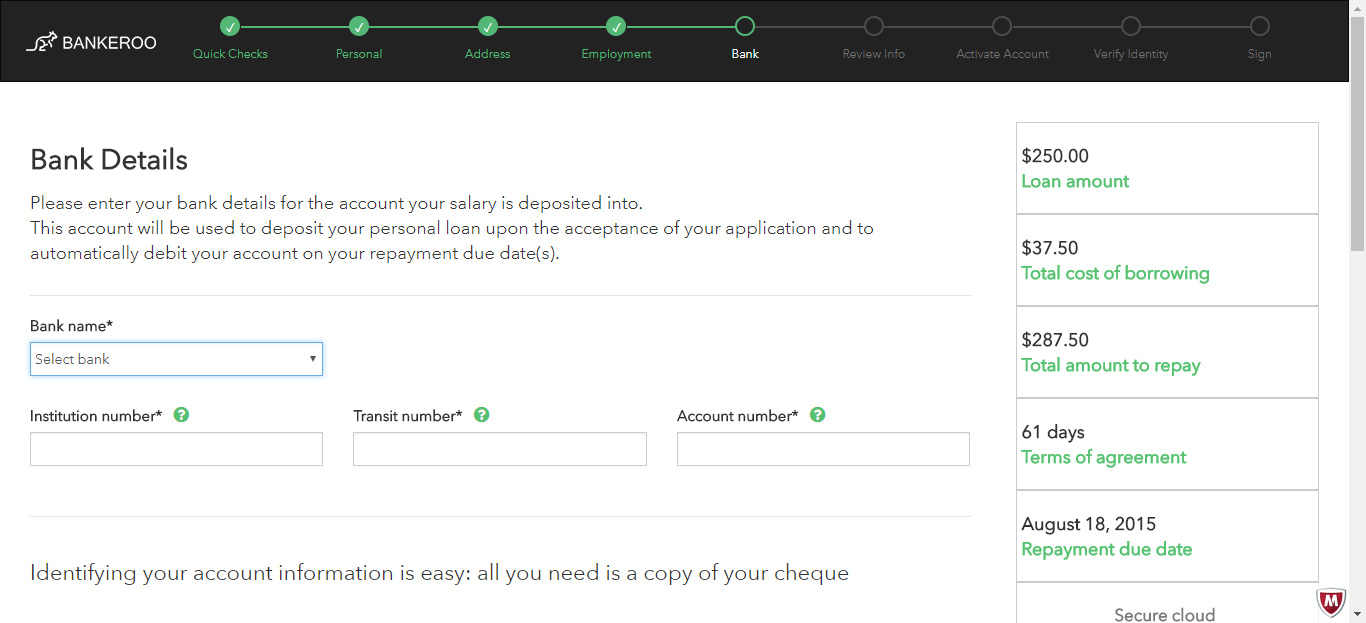 BANKEROO
Quick Checks
Personal
Address
Employment
Bank
Review Info
Activate Account
Verify Identity
Sign
Bank Details
Please enter your bank details for the account your salary is deposited into.
This account will be used to deposit your personal loan upon the acceptance of your application and to
automatically debit your account on your repayment due date(s).
Bank name*
Select bank
Institution number* ?
Transit number* ?
Account number* ?
Identifying your account information is easy: all you need is a copy of your cheque
$250.00
Loan amount
$37.50
Total cost of borrowing
$287.50
Total amount to repay
61 days
Terms of agreement
August 18, 2015
Repayment due date
Secure cloud
M